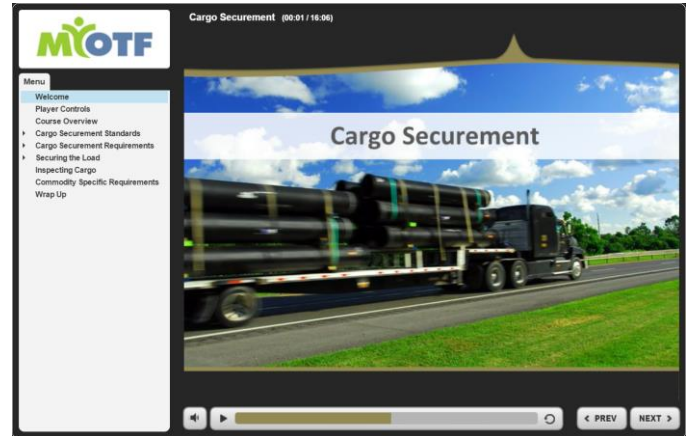 MYOTF
Cargo Securement (00:01 / 16:06)
Menu
Welcome
Player Controls
Course Overview
Cargo Securement Standards
Cargo Securement Requirements
Securing the Load
Inspecting Cargo
Commodity Specific Requirements
Wrap Up
Cargo Securement
< PREV
NEXT >